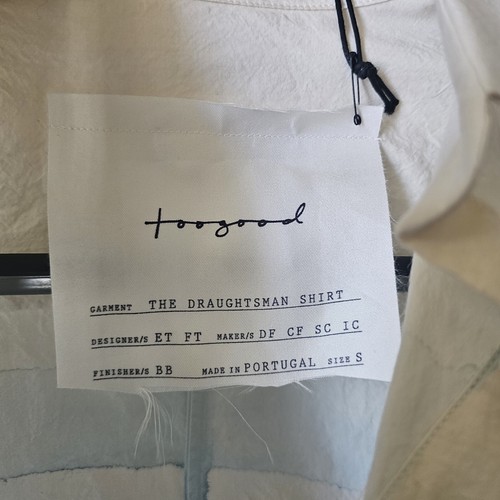 toogood
GARMENT THE DRAUGHTSMAN SHIRT
DESIGNER/S ET FT MAKER/S DF CF SC IC
FINISHER/S BB MADE IN PORTUGAL SIZE S